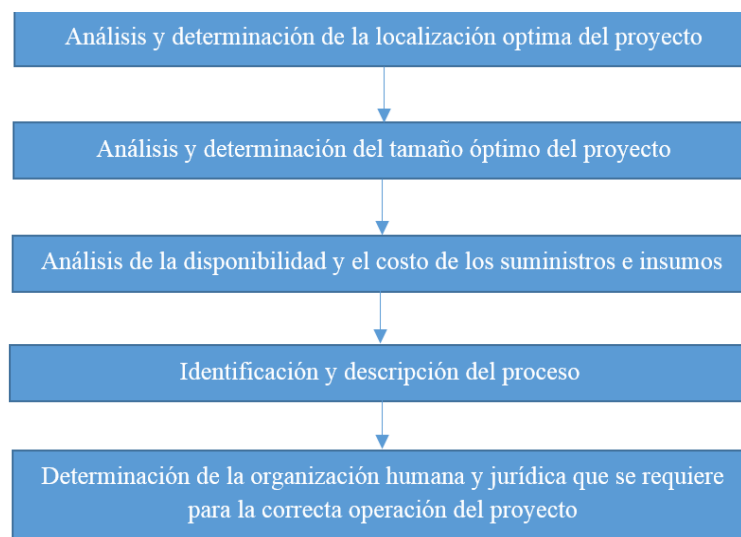 Análisis y determinación de la localización optima del proyecto
Análisis y determinación del tamaño óptimo del proyecto
Análisis de la disponibilidad y el costo de los suministros e insumos
Identificación y descripción del proceso
Determinación de la organización humana y jurídica que se requiere
para la correcta operación del proyecto